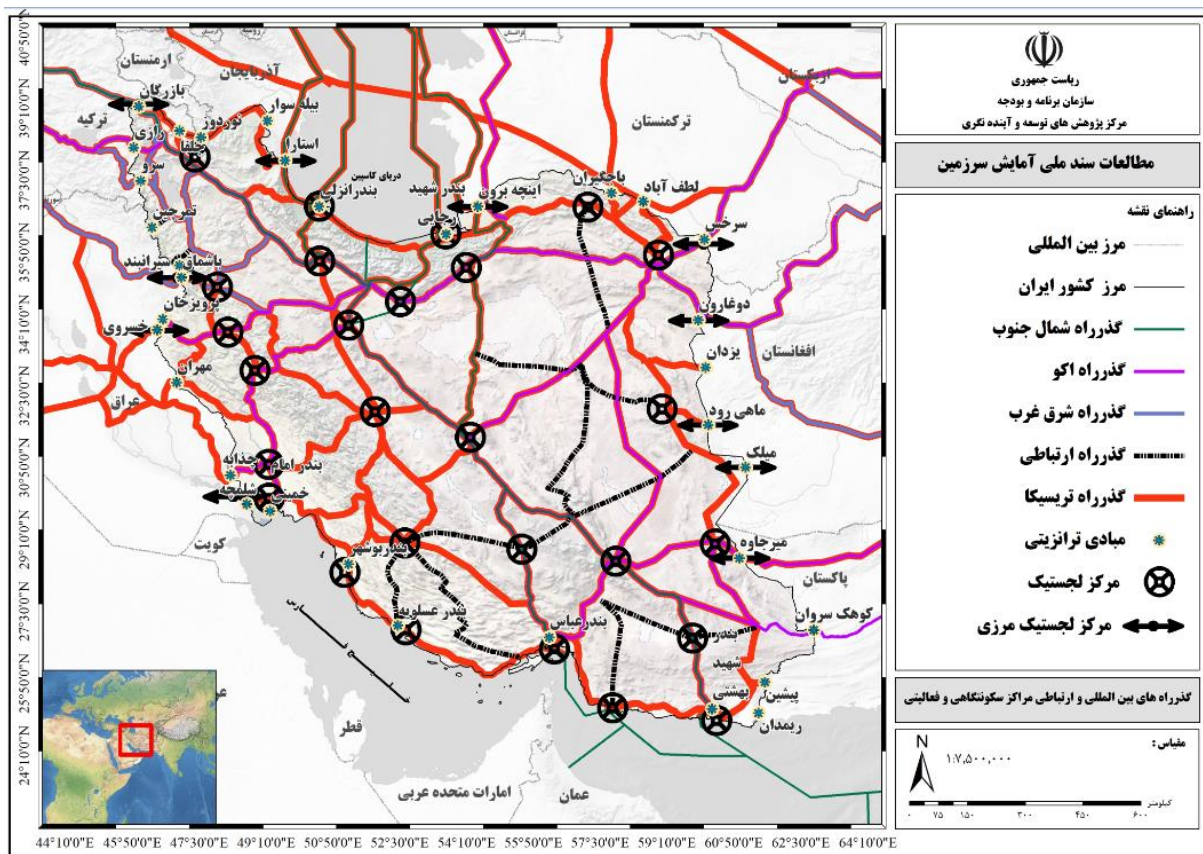 ریاست جمهوری
سازمان برنامه و بودجه
مرکز پژوهش های توسعه و آینده نگری
مطالعات سند ملی آمایش سرزمین
راهنمای نقشه
مرز بین المللی
مرز کشور ایران
گذرراه شمال جنوب
گذرراه اکو
گذرراه شرق غرب
گذرراه ارتباطی
گذرراه تریسیکا
مبادی ترانزیتی
مرکز لجستیک
مرکز لجستیک مرزی
گذرراه های بین المللی و ارتباطی مراکز سکونتگاهی و فعالیتی
مقیاس :
N
۱:۷,۵۰۰,۰۰۰
کیلومتر
۰ ۷۵ ۱۵۰ ۳۰۰ ۴۵۰ ۶۰۰
40°50'0"N
39°10'0"N
37°30'0"N
35°50'0"N
34°10'0"N
32°30'0"N
30°50'0"N
29°10'0"N
27°30'0"N
25°50'0"N
24°10'0"N
44°10'0"E 45°50'0"E 47°30'0"E 49°10'0"E 50°50'0"E 52°30'0"E 54°10'0"E 55°50'0"E 57°30'0"E 59°10'0"E 60°50'0"E 62°30'0"E 64°10'0"E
ارمنستان
آذربایجان
ازبکستان
ترکمنستان
ترکیه
افغانستان
پاکستان
عراق
کویت
قطر
امارات متحده عربی
عمان
دریای کاسپین
خلیج فارس
بازرگان
رازی
سرو
جلفا
نوردوز
بیله سوار
آستارا
تمرچین
باشماق
سیرانبند
پرویزخان
خسروی
مهران
چذابه
شلمچه
بندر امام
خمینی
بندرانزلی
بندر شهید
رجایی
اینچه برون
باجگیران
لطف آباد
سرخس
دوغارون
یزدان
ماهی رود
میلک
میرجاوه
کوهک سروان
پیشین
ریمدان
بندر
شهید
بهشتی
بندرعباس
بندر عسلویه
بندربوشهر